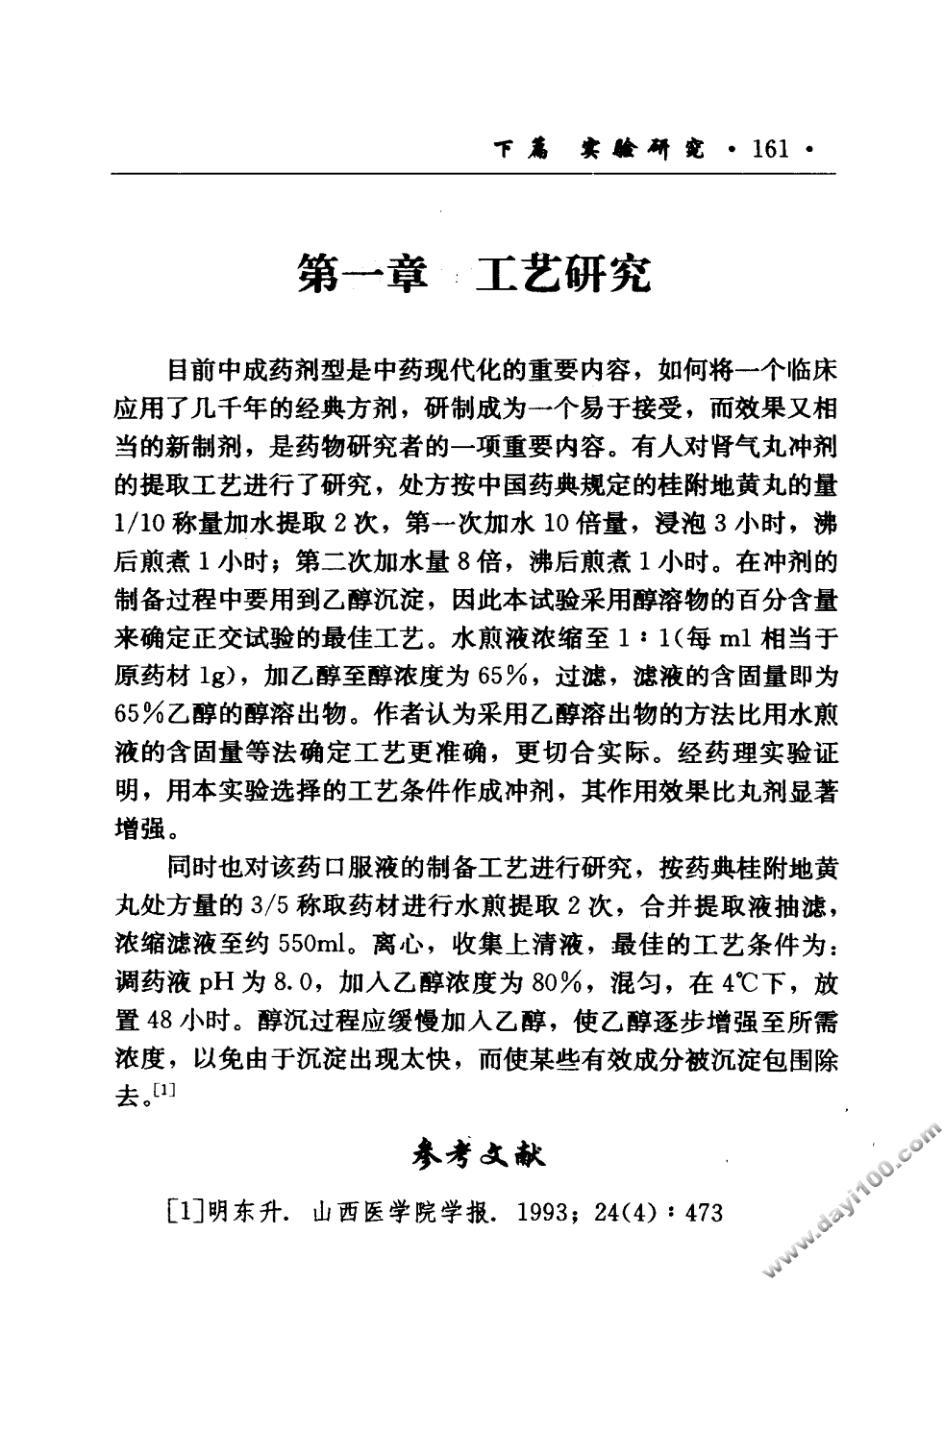 下篇 实验研究 · 161 ·
第一章 工艺研究
目前中成药剂型是中药现代化的重要内容，如何将一个临床
应用了几千年的经典方剂，研制成为一个易于接受，而效果又相
当的新制剂，是药物研究者的一项重要内容。有人对肾气丸冲剂
的提取工艺进行了研究，处方按中国药典规定的桂附地黄丸的量
1/10 称量加水提取 2 次，第一次加水 10 倍量，浸泡 3 小时，沸
后煎煮 1 小时；第二次加水量 8 倍，沸后煎煮 1 小时。在冲剂的
制备过程中要用到乙醇沉淀，因此本试验采用醇溶物的百分含量
来确定正交试验的最佳工艺。水煎液浓缩至 1∶1(每 ml 相当于
原药材 1g)，加乙醇至醇浓度为 65%，过滤，滤液的含固量即为
65%乙醇的醇溶出物。作者认为采用乙醇溶出物的方法比用水煎
液的含固量等法确定工艺更准确，更切合实际。经药理实验证
明，用本实验选择的工艺条件作成冲剂，其作用效果比丸剂显著
增强。
同时也对该药口服液的制备工艺进行研究，按药典桂附地黄
丸处方量的 3/5 称取药材进行水煎提取 2 次，合并提取液抽滤，
浓缩滤液至约 550ml。离心，收集上清液，最佳的工艺条件为：
调药液 pH 为 8.0，加入乙醇浓度为 80%，混匀，在 4℃下，放
置 48 小时。醇沉过程应缓慢加入乙醇，使乙醇逐步增强至所需
浓度，以免由于沉淀出现太快，而使某些有效成分被沉淀包围除
去。[1]
参考文献
[1]明东升. 山西医学院学报. 1993；24(4)∶473
www.dayi100.com